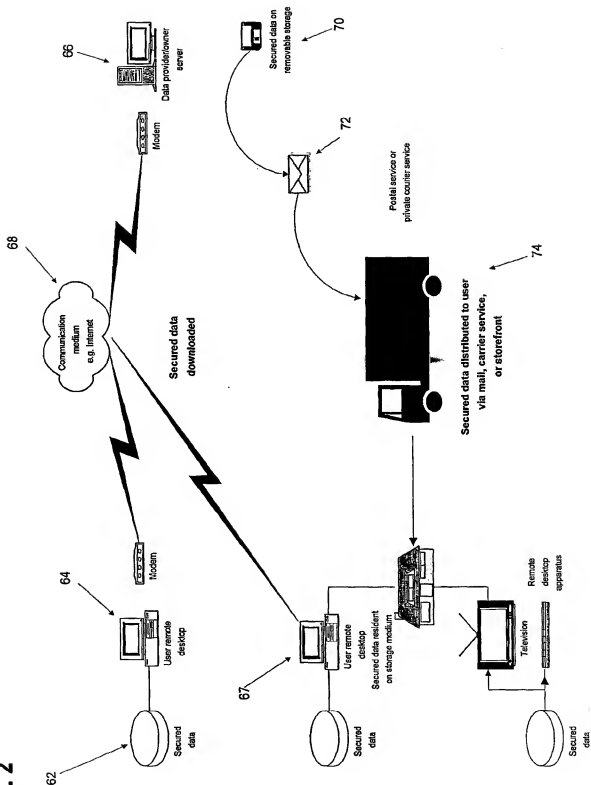 66
Data provider/owner
server
Modem
68
Communication
medium
e.g. Internet
Secured data
downloaded
70
Secured data on
removable storage
72
Postal service or
private courier service
74
Secured data distributed to user
via mail, carrier service,
or storefront
64
Modem
User remote
desktop
62
Secured
data
67
User remote
desktop
Secured data resident
on storage medium
Secured
data
Television
Remote
desktop
apparatus
Secured
data
. 2